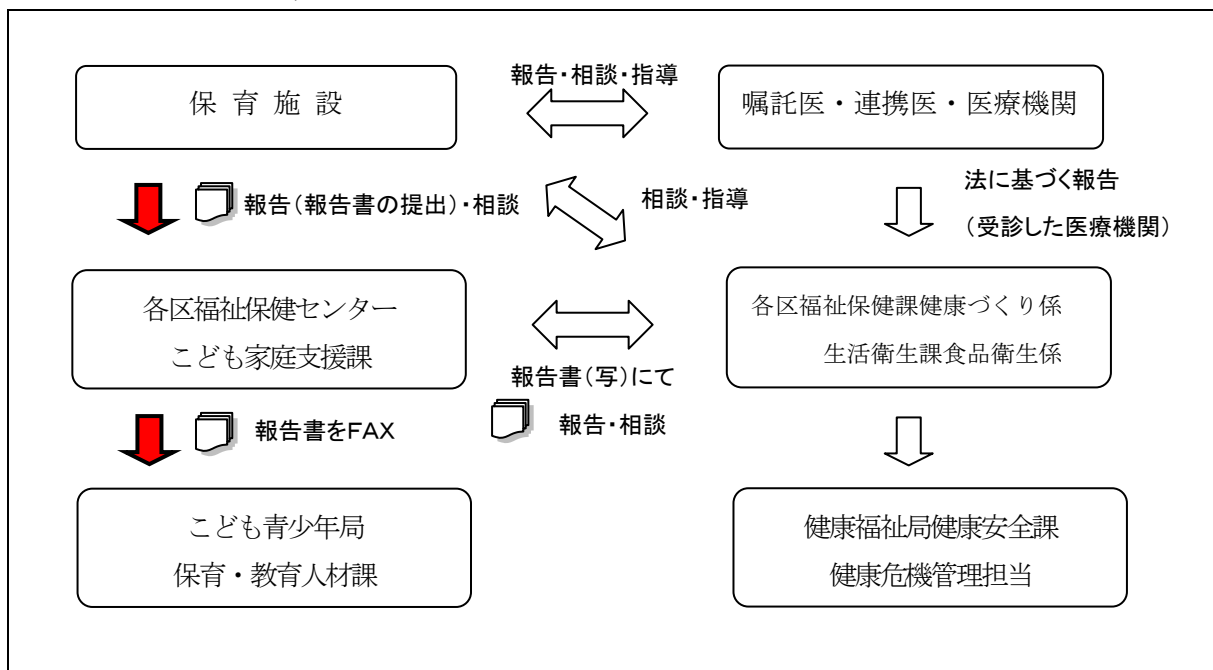 報告・相談・指導
保 育 施 設
嘱託医・連携医・医療機関
報告(報告書の提出)・相談
相談・指導
法に基づく報告
(受診した医療機関)
各区福祉保健センター
こども家庭支援課
各区福祉保健課健康づくり係
生活衛生課食品衛生係
報告書(写)にて
報告・相談
報告書をFAX
こども青少年局
保育・教育人材課
健康福祉局健康安全課
健康危機管理担当